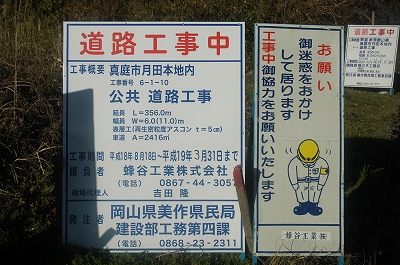 道路工事中
工事概要 真庭市月田本地内
工事番号 6-1-10
公共 道路工事
延長 L=356.0m
幅員 W=6.0(11.0)m
表層工(再生密粒度アスコン t=5㎝)
車道 A=2416㎡
工事期間 平成18年8月18日〜平成19年3月31日まで
請負者 蜂谷工業株式会社
(電話) 0867-44-305
現場代理人 吉田 隆
発注者 岡山県美作県民局
建設部工務第四課
(電話) 0868-23-2311
お願い
御迷惑をおかけ
して居ります
工事中御協力をお願いいたします
蜂谷工業㈱
道路工事中